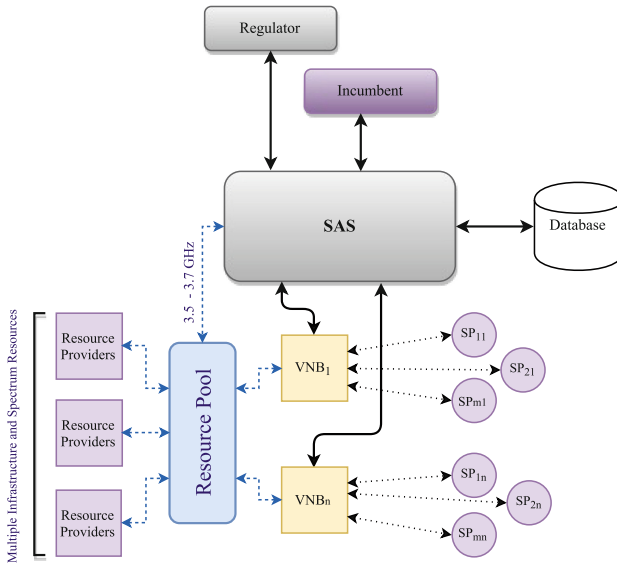 Regulator
Incumbent
SAS
Database
3.5 - 3.7 GHz
Multiple Infrastructure and Spectrum Resources
Resource
Providers
Resource
Providers
Resource
Providers
Resource Pool
VNB1
SP11
SP21
SPm1
VNBn
SP1n
SP2n
SPmn